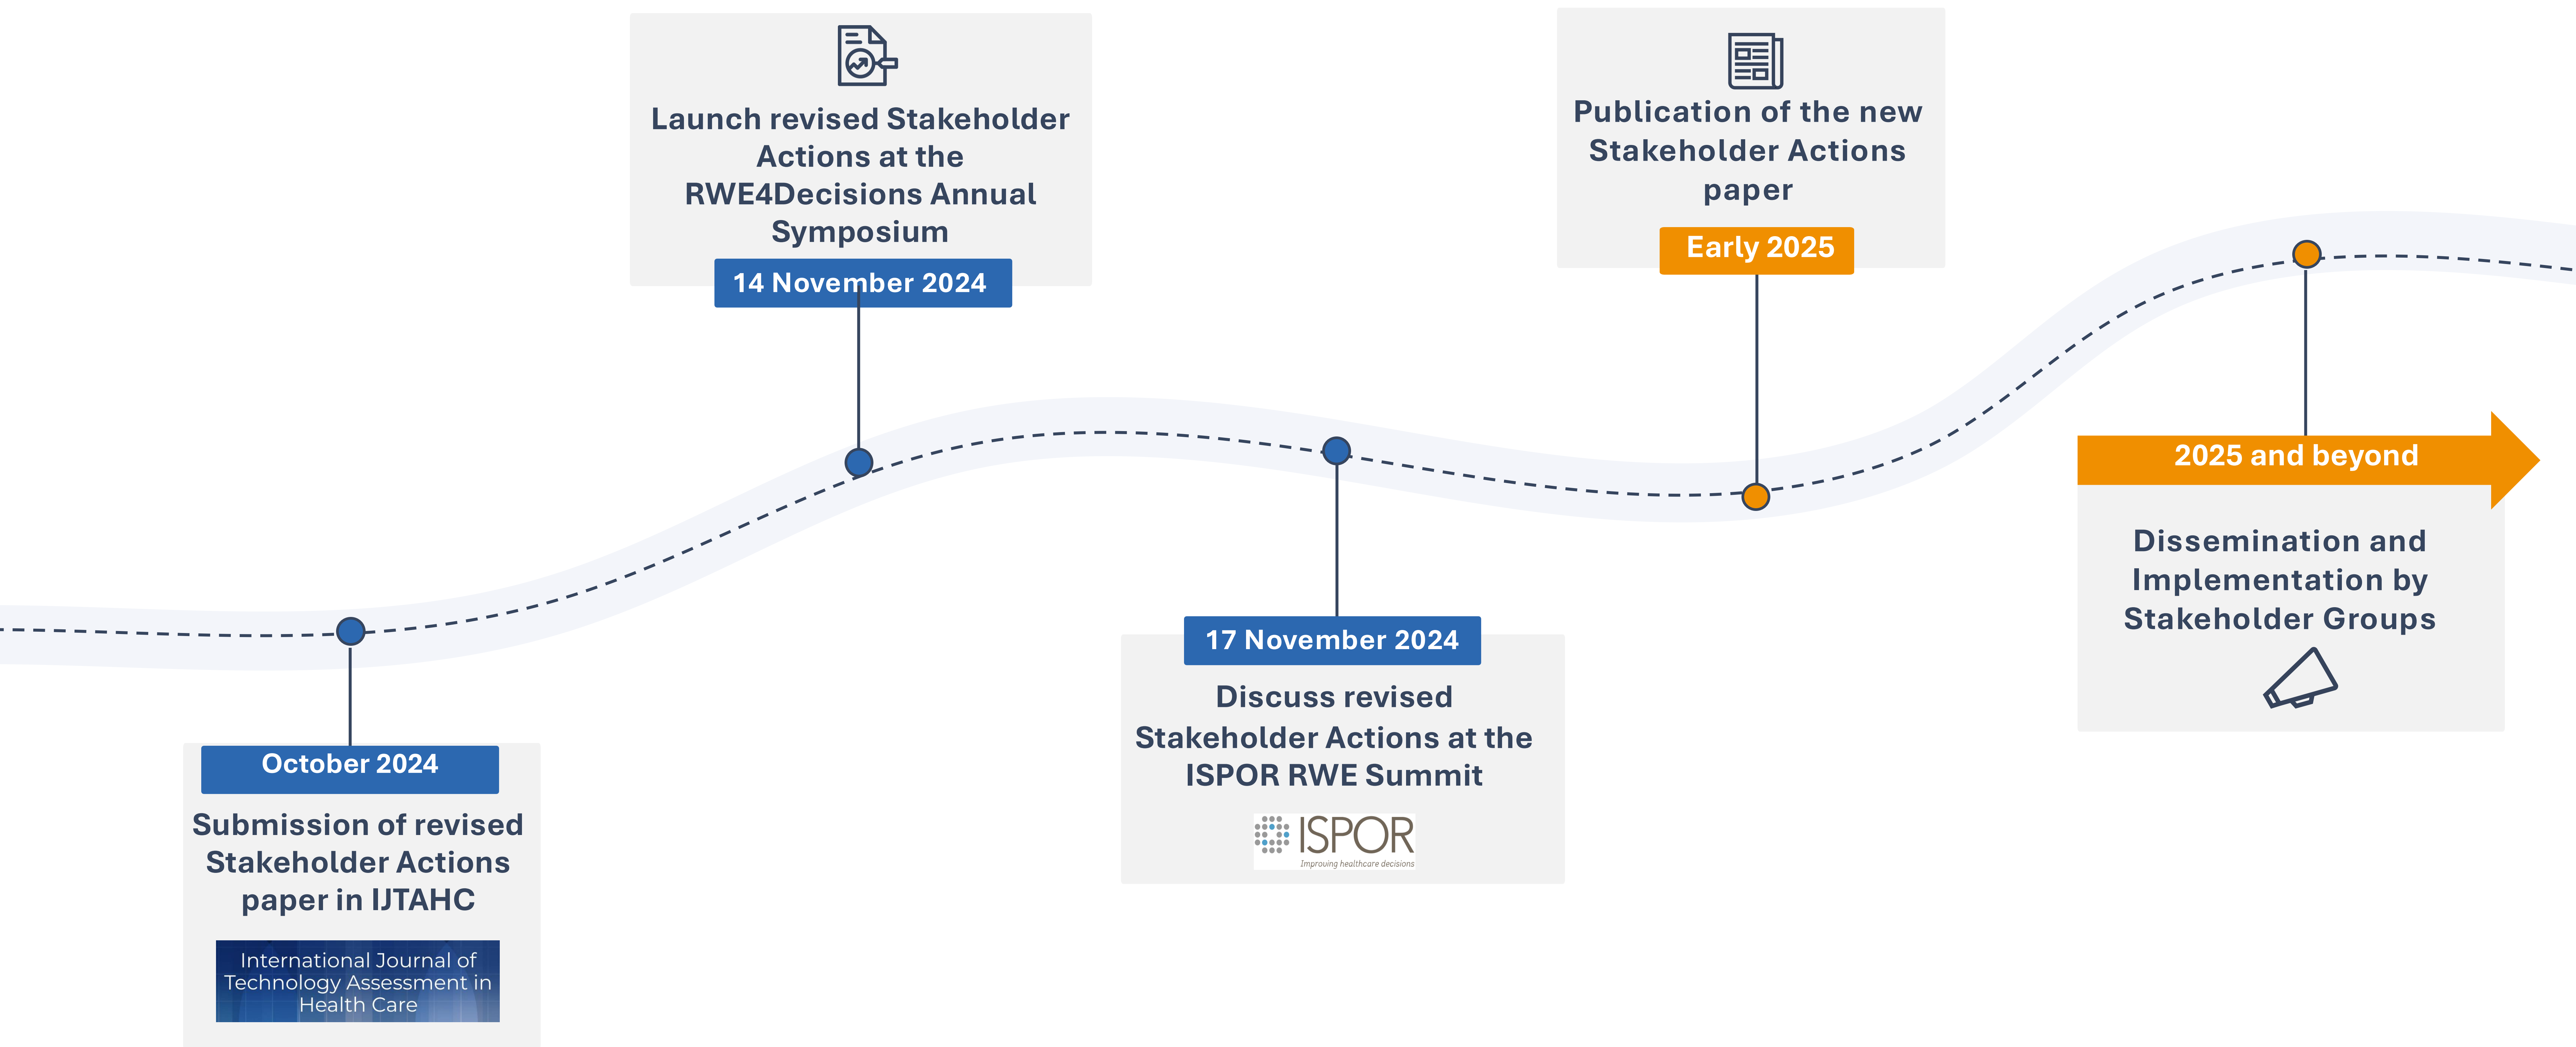 Launch revised Stakeholder
Actions at the
RWE4Decisions Annual
Symposium
14 November 2024
Publication of the new
Stakeholder Actions
paper
Early 2025
2025 and beyond
Dissemination and
Implementation by
Stakeholder Groups
17 November 2024
Discuss revised
Stakeholder Actions at the
ISPOR RWE Summit
ISPOR
Improving healthcare decisions
October 2024
Submission of revised
Stakeholder Actions
paper in IJTAHC
International Journal of
Technology Assessment in
Health Care